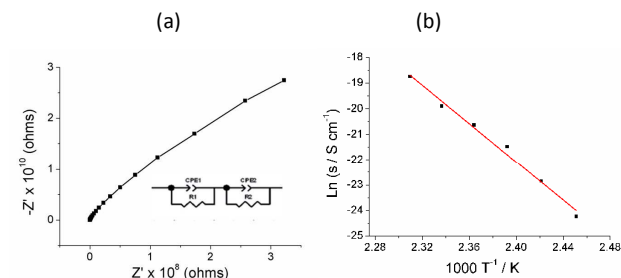 (a)
(b)
-Z' x 10^10 (ohms)
3
2
1
0
0
1
2
3
Z' x 10^8 (ohms)
CPE1
CPE2
R1
R2
Ln (s / S cm^-1)
-18
-19
-20
-21
-22
-23
-24
-25
2.28
2.32
2.36
2.40
2.44
2.48
1000 T^-1 / K